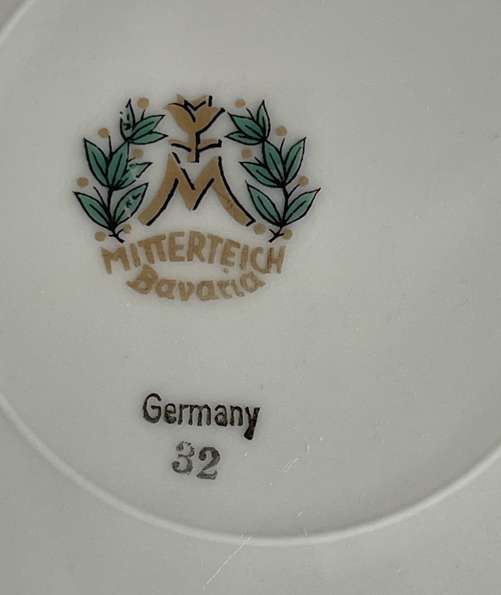 M
MITTERTEICH
Bavaria
Germany
32